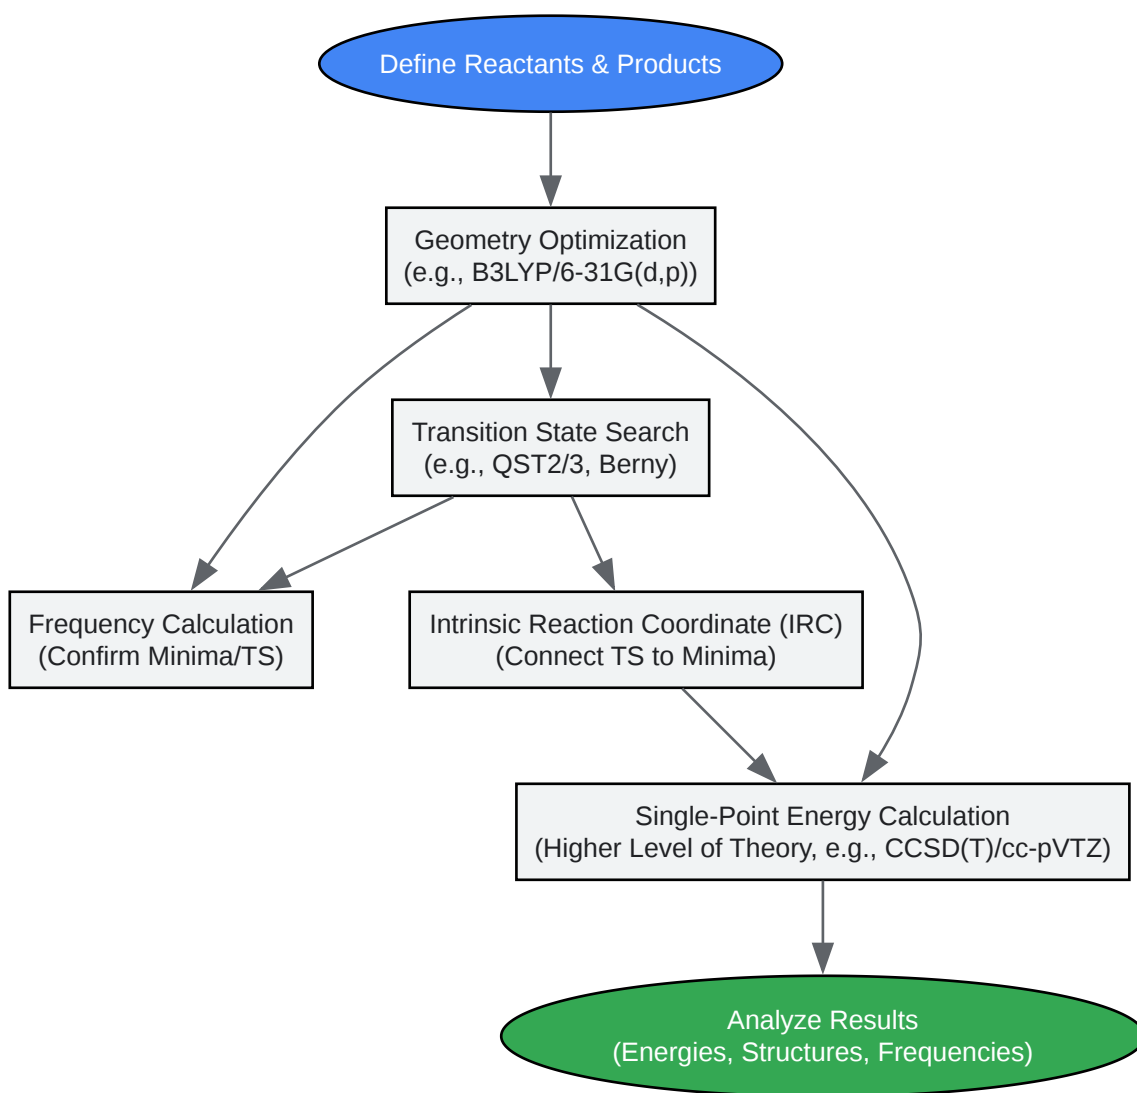 Define Reactants & Products
Geometry Optimization
(e.g., B3LYP/6-31G(d,p))
Transition State Search
(e.g., QST2/3, Berny)
Frequency Calculation
(Confirm Minima/TS)
Intrinsic Reaction Coordinate (IRC)
(Connect TS to Minima)
Single-Point Energy Calculation
(Higher Level of Theory, e.g., CCSD(T)/cc-pVTZ)
Analyze Results
(Energies, Structures, Frequencies)